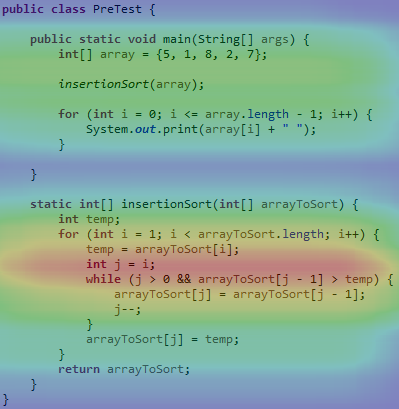 public class PreTest {
public static void main(String[] args) {
int[] array = {5, 1, 8, 2, 7};
insertionSort(array);
for (int i = 0; i <= array.length - 1; i++) {
System.out.print(array[i] + " ");
}
}
static int[] insertionSort(int[] arrayToSort) {
int temp;
for (int i = 1; i < arrayToSort.length; i++) {
temp = arrayToSort[i];
int j = i;
while (j > 0 && arrayToSort[j - 1] > temp) {
arrayToSort[j] = arrayToSort[j - 1];
j--;
}
arrayToSort[j] = temp;
}
return arrayToSort;
}
}